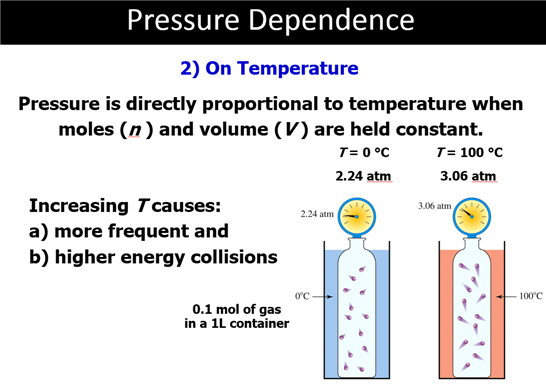 Pressure Dependence
2) On Temperature
Pressure is directly proportional to temperature when
moles (n ) and volume (V ) are held constant.
T = 0 °C
T = 100 °C
2.24 atm
3.06 atm
Increasing T causes:
a) more frequent and
b) higher energy collisions
2.24 atm
3.06 atm
0°C
100°C
0.1 mol of gas
in a 1L container